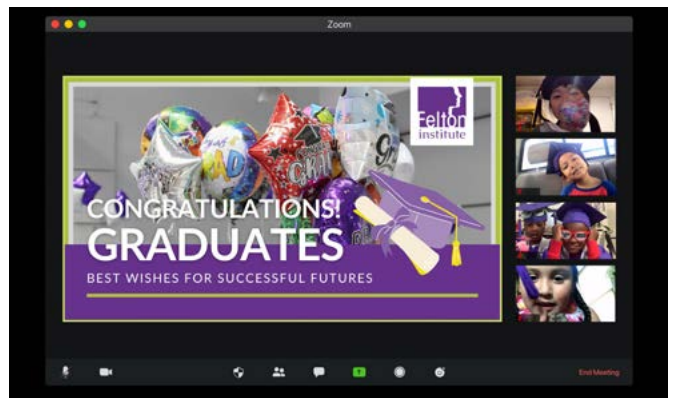 Zoom
Felton
institute
CONGRATULATIONS!
GRADUATES
BEST WISHES FOR SUCCESSFUL FUTURES
End Meeting